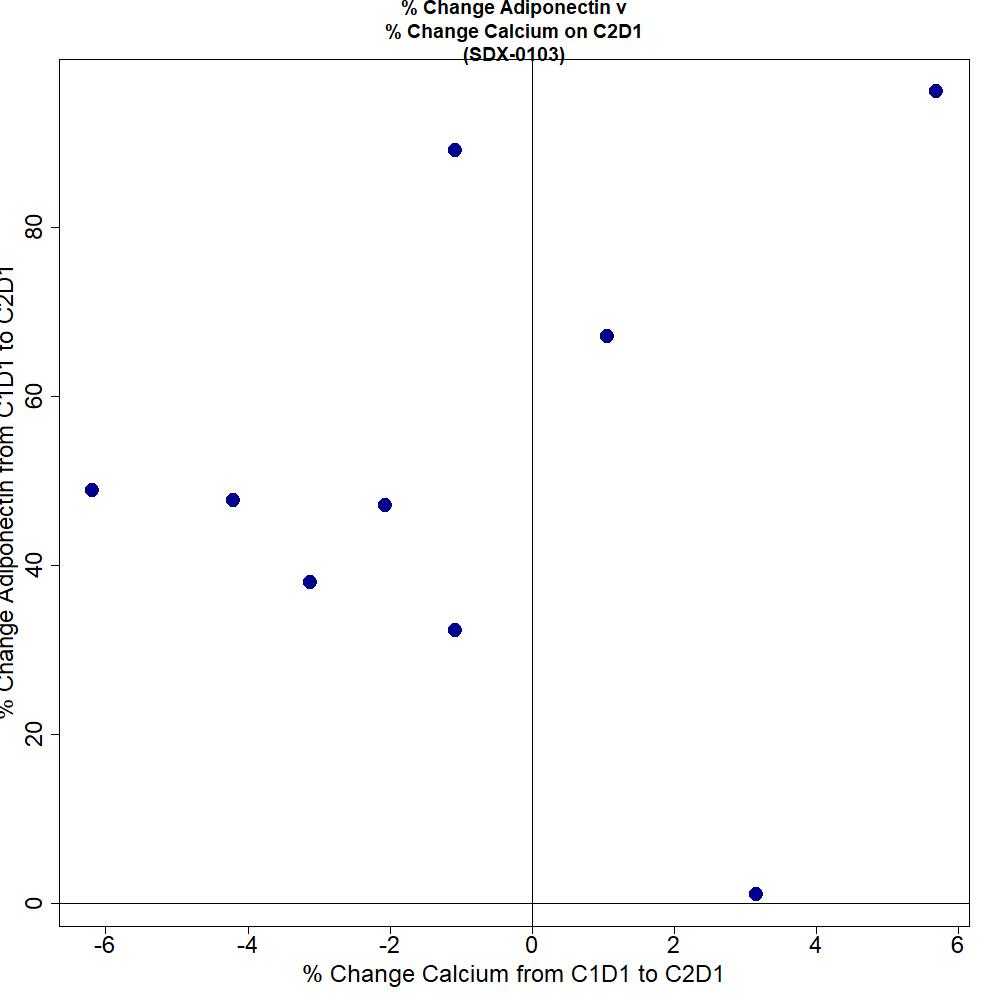 % Change Adiponectin v
% Change Calcium on C2D1
(SDX-0103)
% Change Adiponectin from C1D1 to C2D1
80
60
40
20
0
-6 -4 -2 0 2 4 6
% Change Calcium from C1D1 to C2D1